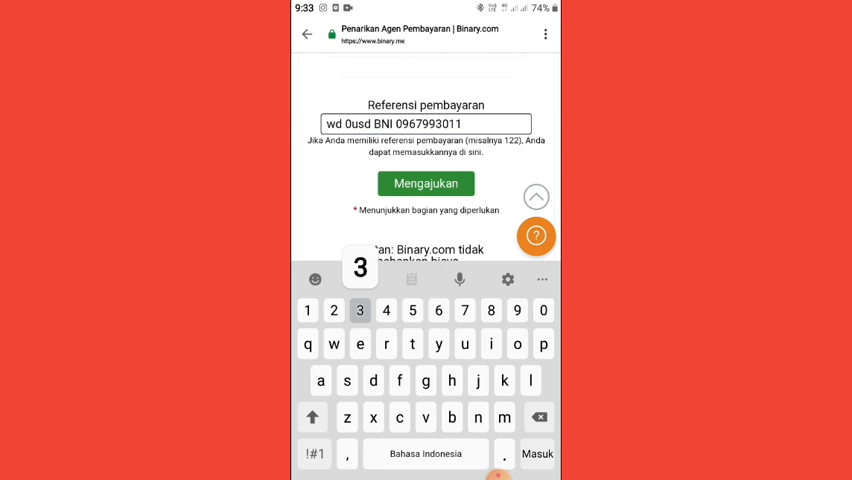 9:33
74%
Penarikan Agen Pembayaran | Binary.com
https://www.binary.me
Referensi pembayaran
wd 0usd BNI 0967993011
Jika Anda memiliki referensi pembayaran (misalnya 122), Anda
dapat memasukkannya di sini.
Mengajukan
* Menunjukkan bagian yang diperlukan
?
tan: Binary.com tidak
3
1 2 3 4 5 6 7 8 9 0
q w e r t y u i o p
a s d f g h j k l
z x c v b n m
!#1 , Bahasa Indonesia . Masuk